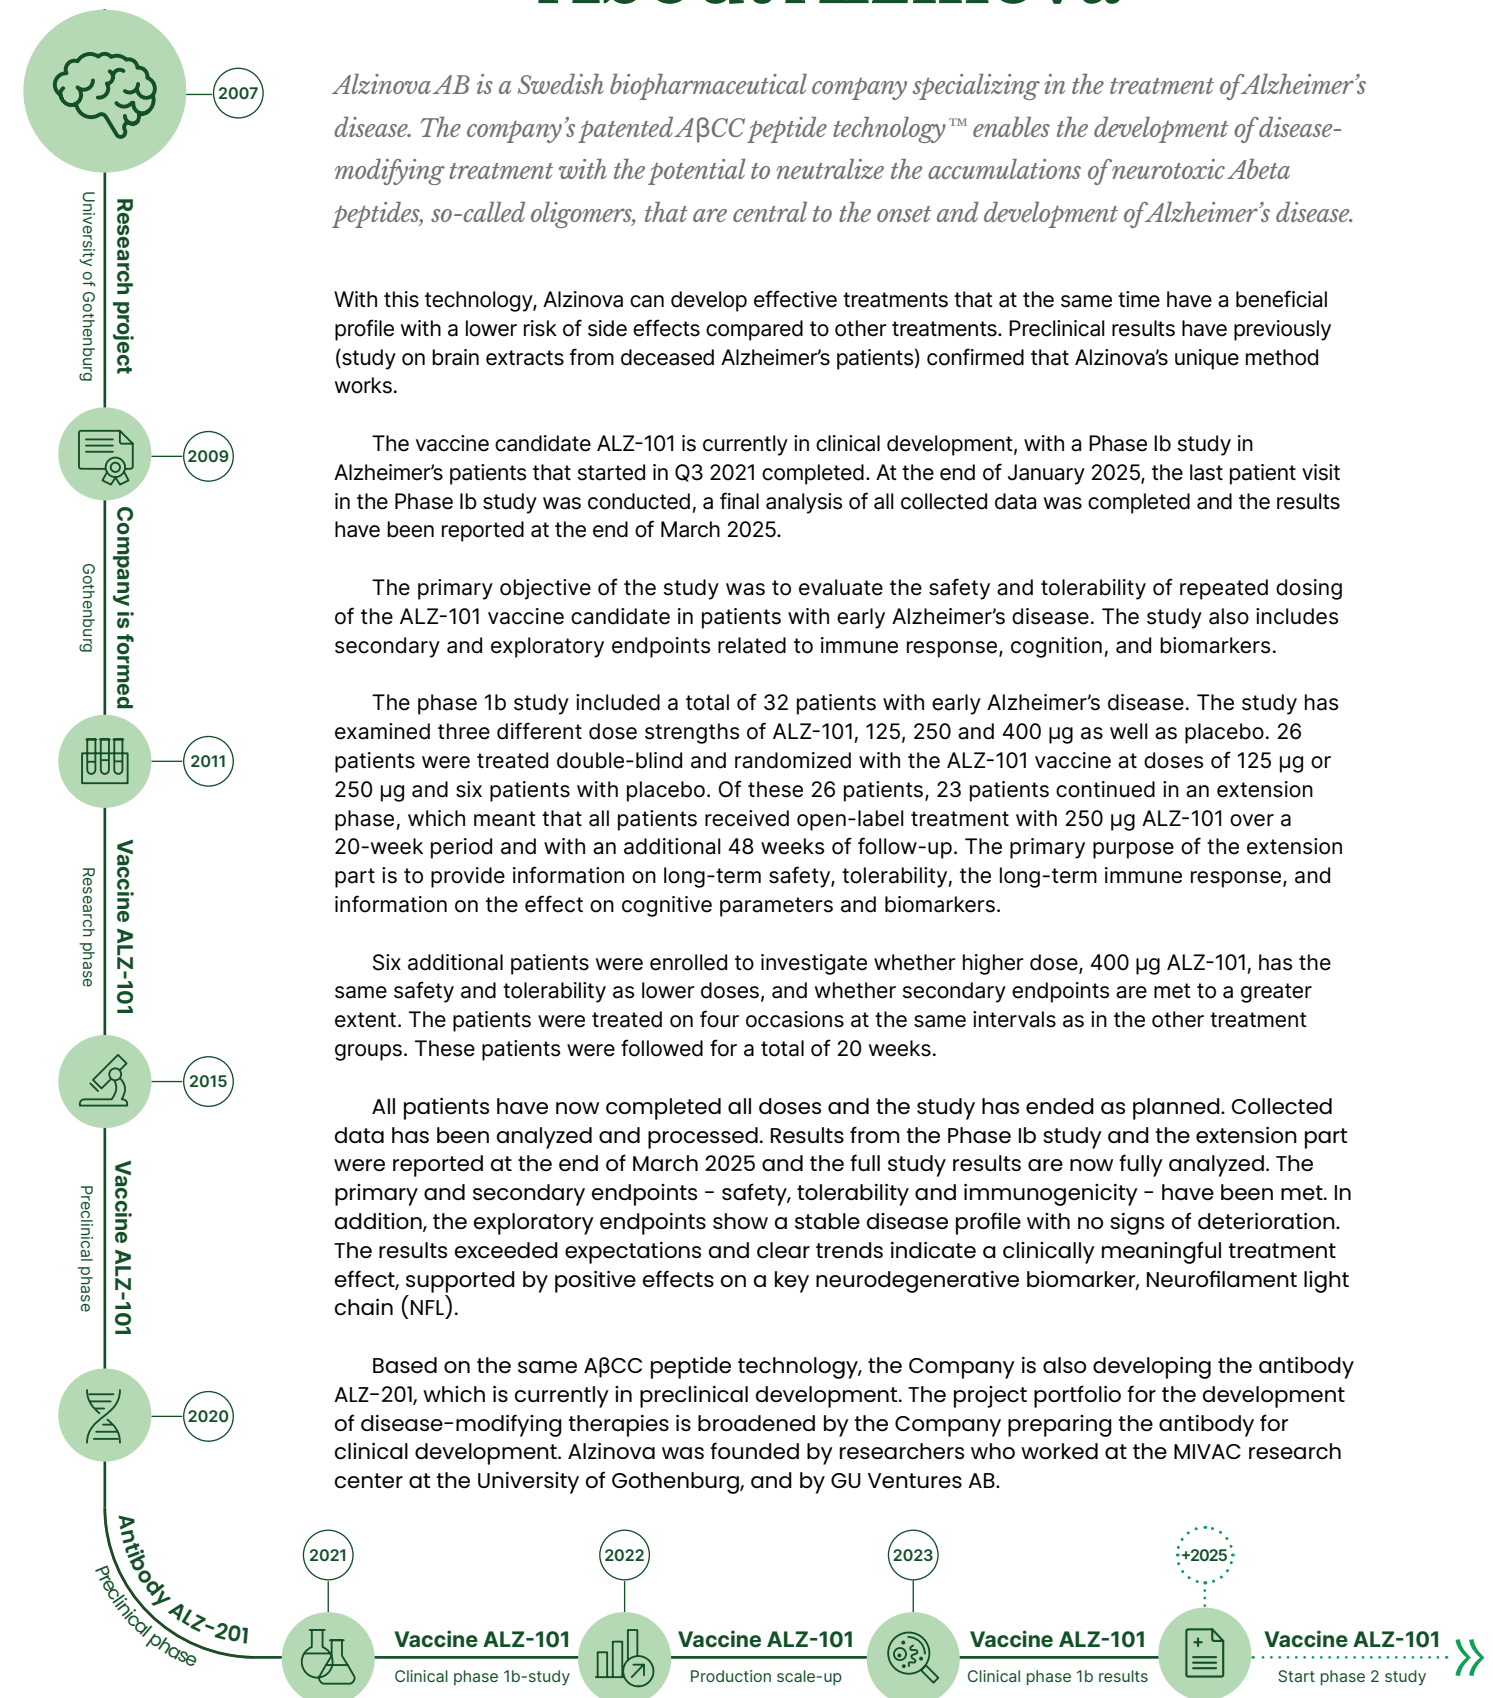 About Alzinova
2007
Research project
University of Gothenburg
2009
Company is formed
Gothenburg
2011
Vaccine ALZ-101
Research phase
2015
Vaccine ALZ-101
Preclinical phase
2020
Antibody ALZ-201
Preclinical phase
Alzinova AB is a Swedish biopharmaceutical company specializing in the treatment of Alzheimer’s
disease. The company’s patented AβCC peptide technology™ enables the development of disease-
modifying treatment with the potential to neutralize the accumulations of neurotoxic Abeta
peptides, so-called oligomers, that are central to the onset and development of Alzheimer’s disease.
With this technology, Alzinova can develop effective treatments that at the same time have a beneficial
profile with a lower risk of side effects compared to other treatments. Preclinical results have previously
(study on brain extracts from deceased Alzheimer’s patients) confirmed that Alzinova’s unique method
works.
The vaccine candidate ALZ-101 is currently in clinical development, with a Phase Ib study in
Alzheimer’s patients that started in Q3 2021 completed. At the end of January 2025, the last patient visit
in the Phase Ib study was conducted, a final analysis of all collected data was completed and the results
have been reported at the end of March 2025.
The primary objective of the study was to evaluate the safety and tolerability of repeated dosing
of the ALZ-101 vaccine candidate in patients with early Alzheimer’s disease. The study also includes
secondary and exploratory endpoints related to immune response, cognition, and biomarkers.
The phase 1b study included a total of 32 patients with early Alzheimer’s disease. The study has
examined three different dose strengths of ALZ-101, 125, 250 and 400 µg as well as placebo. 26
patients were treated double-blind and randomized with the ALZ-101 vaccine at doses of 125 µg or
250 µg and six patients with placebo. Of these 26 patients, 23 patients continued in an extension
phase, which meant that all patients received open-label treatment with 250 µg ALZ-101 over a
20-week period and with an additional 48 weeks of follow-up. The primary purpose of the extension
part is to provide information on long-term safety, tolerability, the long-term immune response, and
information on the effect on cognitive parameters and biomarkers.
Six additional patients were enrolled to investigate whether higher dose, 400 µg ALZ-101, has the
same safety and tolerability as lower doses, and whether secondary endpoints are met to a greater
extent. The patients were treated on four occasions at the same intervals as in the other treatment
groups. These patients were followed for a total of 20 weeks.
All patients have now completed all doses and the study has ended as planned. Collected
data has been analyzed and processed. Results from the Phase Ib study and the extension part
were reported at the end of March 2025 and the full study results are now fully analyzed. The
primary and secondary endpoints – safety, tolerability and immunogenicity – have been met. In
addition, the exploratory endpoints show a stable disease profile with no signs of deterioration.
The results exceeded expectations and clear trends indicate a clinically meaningful treatment
effect, supported by positive effects on a key neurodegenerative biomarker, Neurofilament light
chain (NFL).
Based on the same AβCC peptide technology, the Company is also developing the antibody
ALZ-201, which is currently in preclinical development. The project portfolio for the development
of disease-modifying therapies is broadened by the Company preparing the antibody for
clinical development. Alzinova was founded by researchers who worked at the MIVAC research
center at the University of Gothenburg, and by GU Ventures AB.
2021
Vaccine ALZ-101
Clinical phase 1b-study
2022
Vaccine ALZ-101
Production scale-up
2023
Vaccine ALZ-101
Clinical phase 1b results
+2025
Vaccine ALZ-101
Start phase 2 study